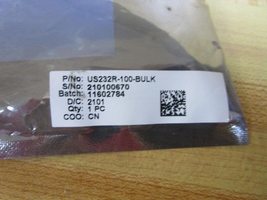 P/No: US232R-100-BULK
S/No: 210100670
Batch: 11602784
D/C: 2101
Qty: 1 PC
COO: CN